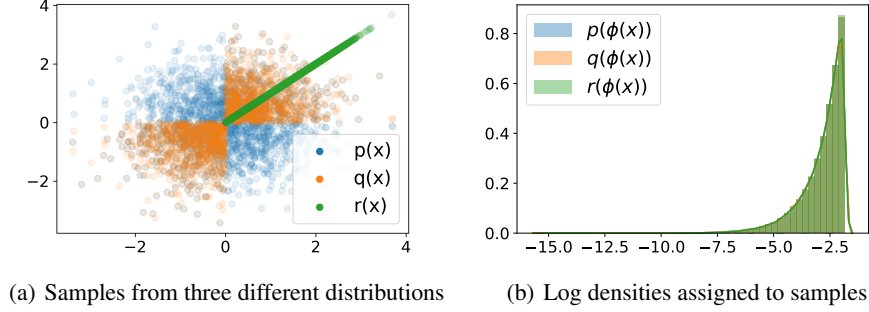 4
2
0
−2
−2
0
2
4
p(x)
q(x)
r(x)
(a) Samples from three different distributions
0.8
0.6
0.4
0.2
0.0
−15.0
−12.5
−10.0
−7.5
−5.0
−2.5
p(ϕ(x))
q(ϕ(x))
r(ϕ(x))
(b) Log densities assigned to samples